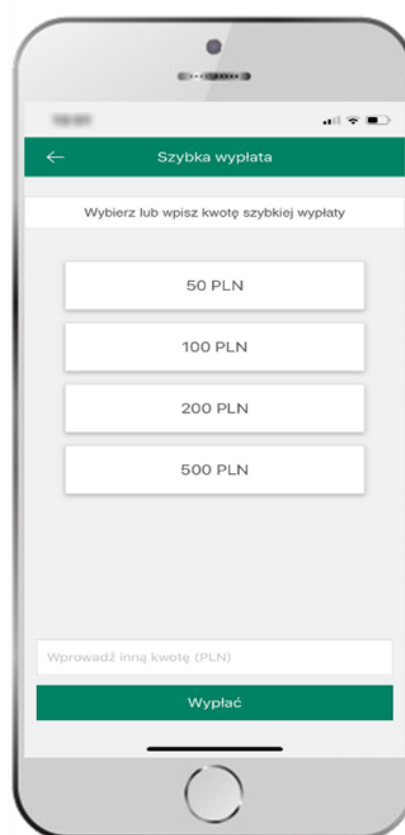 Szybka wypłata
Wybierz lub wpisz kwotę szybkiej wypłaty
50 PLN
100 PLN
200 PLN
500 PLN
Wprowadź inną kwotę (PLN)
Wypłać